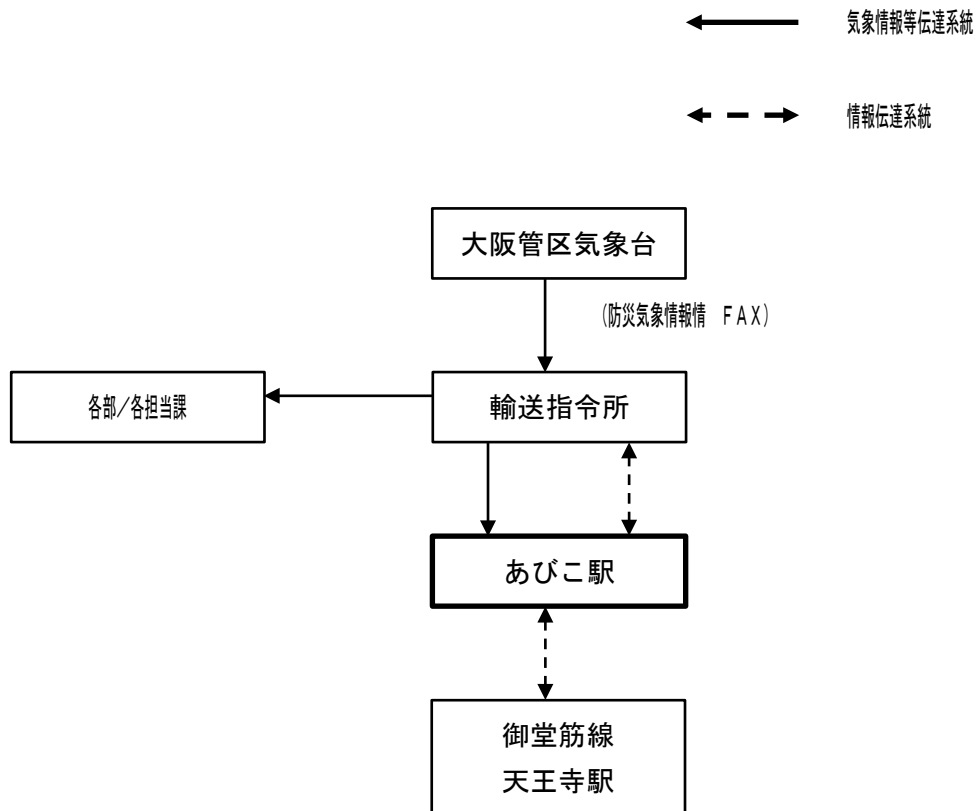 気象情報等伝達系統
情報伝達系統
大阪管区気象台
（防災気象情報情　ＦＡＸ）
各部／各担当課
輸送指令所
あびこ駅
御堂筋線
天王寺駅